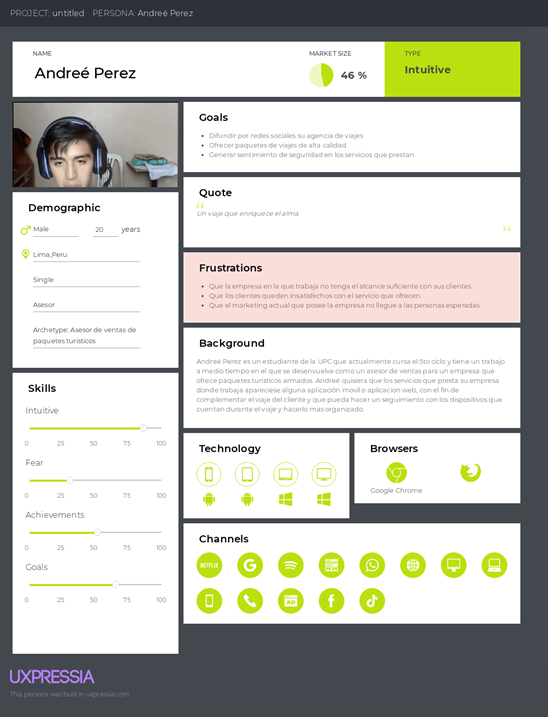 PROJECT: untitled PERSONA: Andreé Perez
NAME
Andreé Perez
MARKET SIZE
46 %
TYPE
Intuitive
Goals
Difundir por redes sociales su agencia de viajes
Ofrecer paquetes de viajes de alta calidad
Generar sentimiento de seguridad en los servicios que prestan
Quote
Un viaje que enriquece el alma
Frustrations
Que la empresa en la que trabaja no tenga el alcance suficiente con sus clientes.
Que los clientes queden insatisfechos con el servicio que ofrecen.
Que el marketing actual que posee la empresa no llegue a las personas esperadas.
Background
Andreé Perez es un estudiante de la UPC que actualmente cursa el 5to ciclo y tiene un trabajo
a medio tiempo en el que se desenvuelve como un asesor de ventas para un empresa que
ofrece paquetes turísticos armados. Andreé quisiera que los servicios que presta su empresa
donde trabaja apareciese alguna aplicación movil o aplicacion web, con el fin de
complementar el viaje del cliente y que pueda hacer un seguimiento con los dispositivos que
cuentan durante el viaje y hacerlo mas organizado.
Demographic
Male 20 years
Lima,Peru
Single
Asesor
Archetype: Asesor de ventas de
paquetes turísticos
Skills
Intuitive
0 25 50 75 100
Fear
0 25 50 75 100
Achievements
0 25 50 75 100
Goals
0 25 50 75 100
Technology
Browsers
Google Chrome
Channels
NETFLIX
AD
UXPRESSIA
This persona was built in uxpressia.com